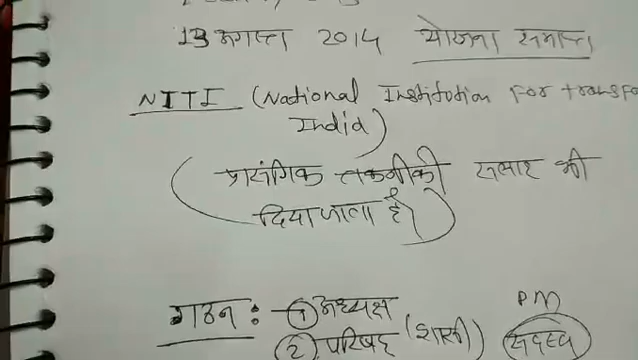 13 अगस्त 2014 योजना समाप्त
NITI (National Institution For transfo
India)
(प्रासंगिक तकनीकी सलाह भी
दिया जाता है।)
PM
गठन : ① अध्यक्ष
② परिषद (शासी) सदस्य